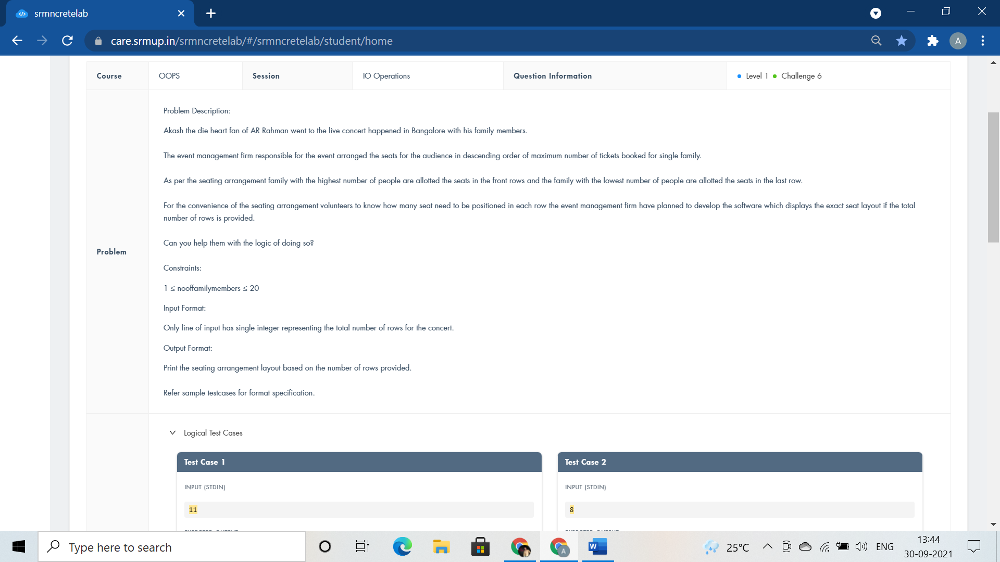 srmncretelab
care.srmup.in/srmncretelab/#/srmncretelab/student/home
A
Course OOPS Session IO Operations Question Information Level 1 Challenge 6
Problem
Problem Description:
Akash the die heart fan of AR Rahman went to the live concert happened in Bangalore with his family members.
The event management firm responsible for the event arranged the seats for the audience in descending order of maximum number of tickets booked for single family.
As per the seating arrangement family with the highest number of people are allotted the seats in the front rows and the family with the lowest number of people are allotted the seats in the last row.
For the convenience of the seating arrangement volunteers to know how many seat need to be positioned in each row the event management firm have planned to develop the software which displays the exact seat layout if the total
number of rows is provided.
Can you help them with the logic of doing so?
Constraints:
1 ≤ nooffamilymembers ≤ 20
Input Format:
Only line of input has single integer representing the total number of rows for the concert.
Output Format:
Print the seating arrangement layout based on the number of rows provided.
Refer sample testcases for format specification.
Logical Test Cases
Test Case 1
INPUT (STDIN)
11
Test Case 2
INPUT (STDIN)
8
Type here to search
A
W
25°C
ENG
13:44
30-09-2021